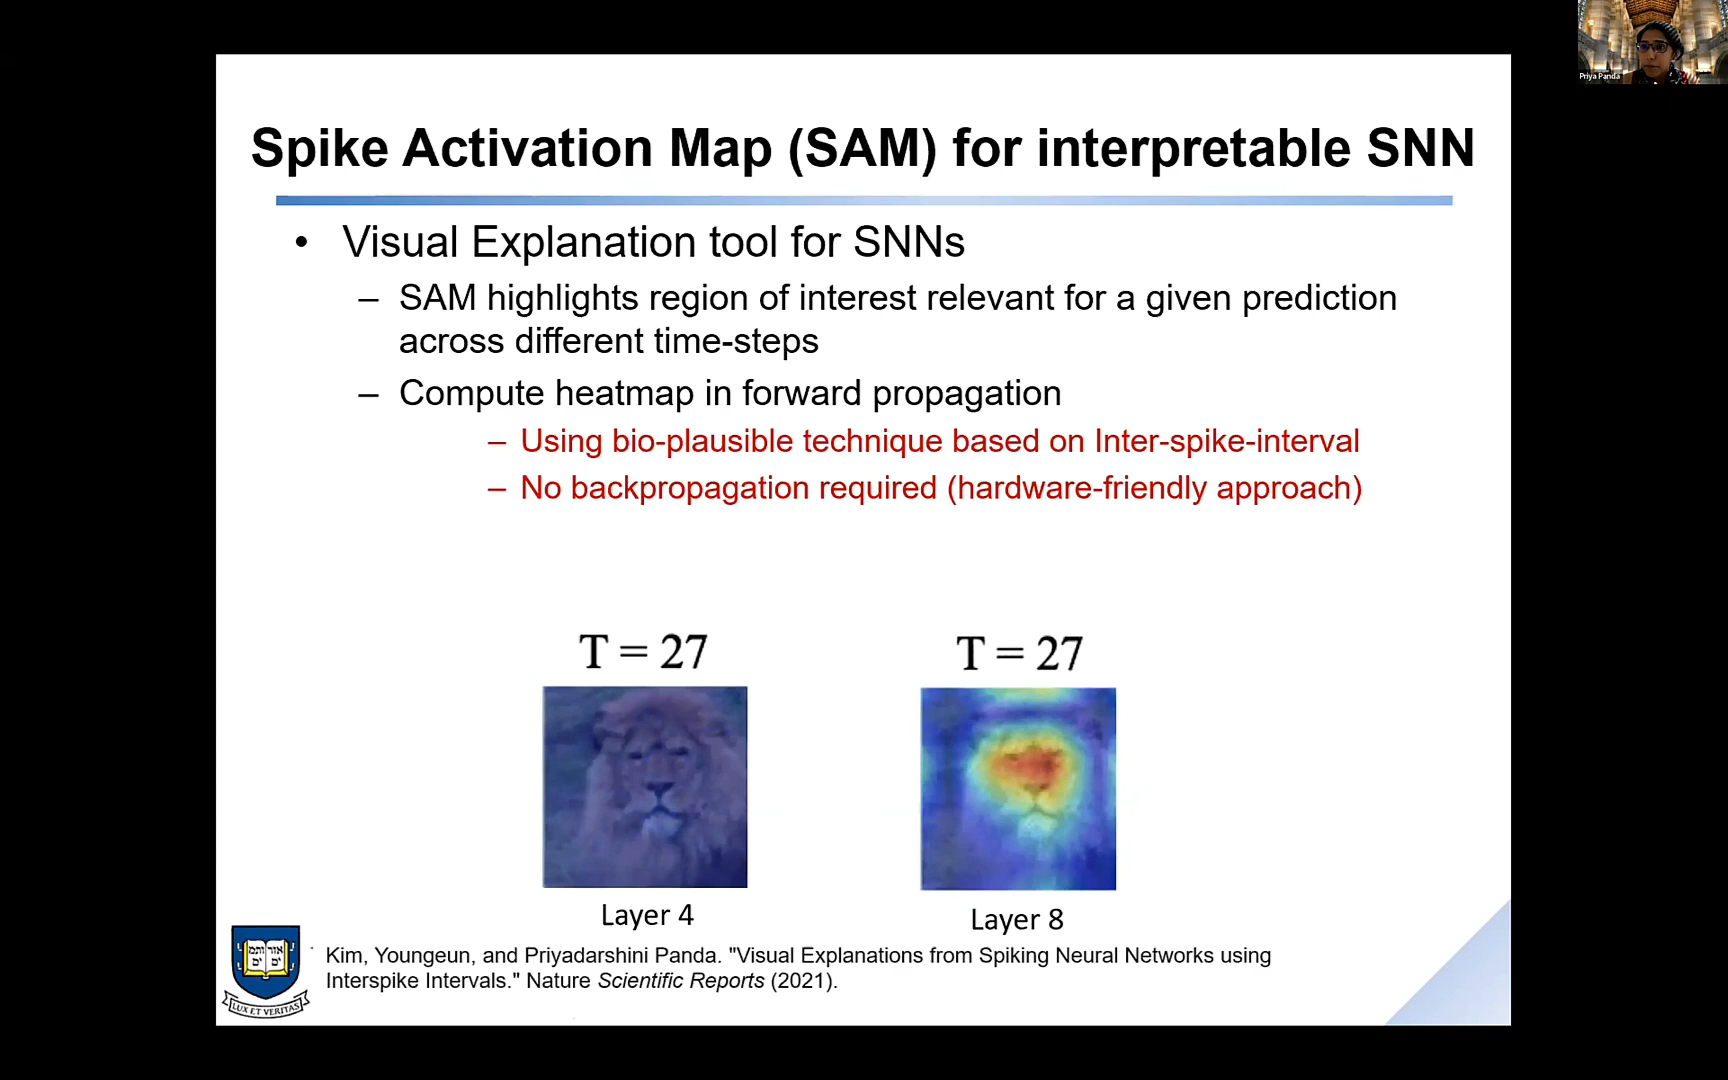 Priya Panda
Spike Activation Map (SAM) for interpretable SNN
• Visual Explanation tool for SNNs
– SAM highlights region of interest relevant for a given prediction
across different time-steps
– Compute heatmap in forward propagation
– Using bio-plausible technique based on Inter-spike-interval
– No backpropagation required (hardware-friendly approach)
T = 27
T = 27
Layer 4
Layer 8
Kim, Youngeun, and Priyadarshini Panda. "Visual Explanations from Spiking Neural Networks using
Interspike Intervals." Nature Scientific Reports (2021).
LUX ET VERITAS